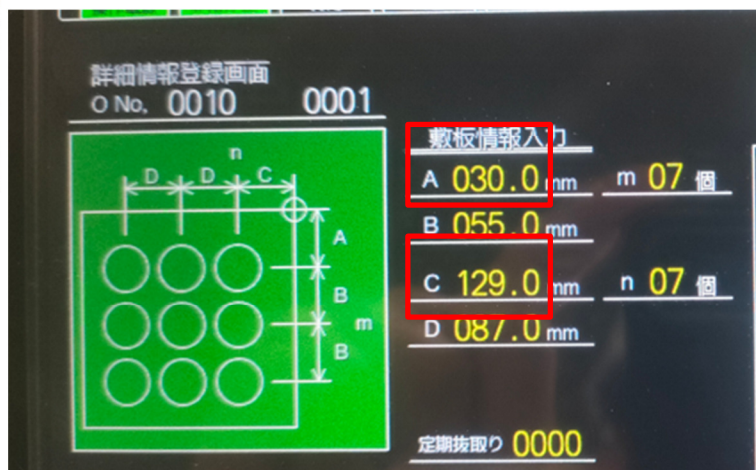 詳細情報登録画面
O No. 0010 0001
n
D D C
A
B
m
B
敷板情報入力
A 030.0 mm m 07 個
B 055.0 mm
C 129.0 mm n 07 個
D 087.0 mm
定期抜取り 0000